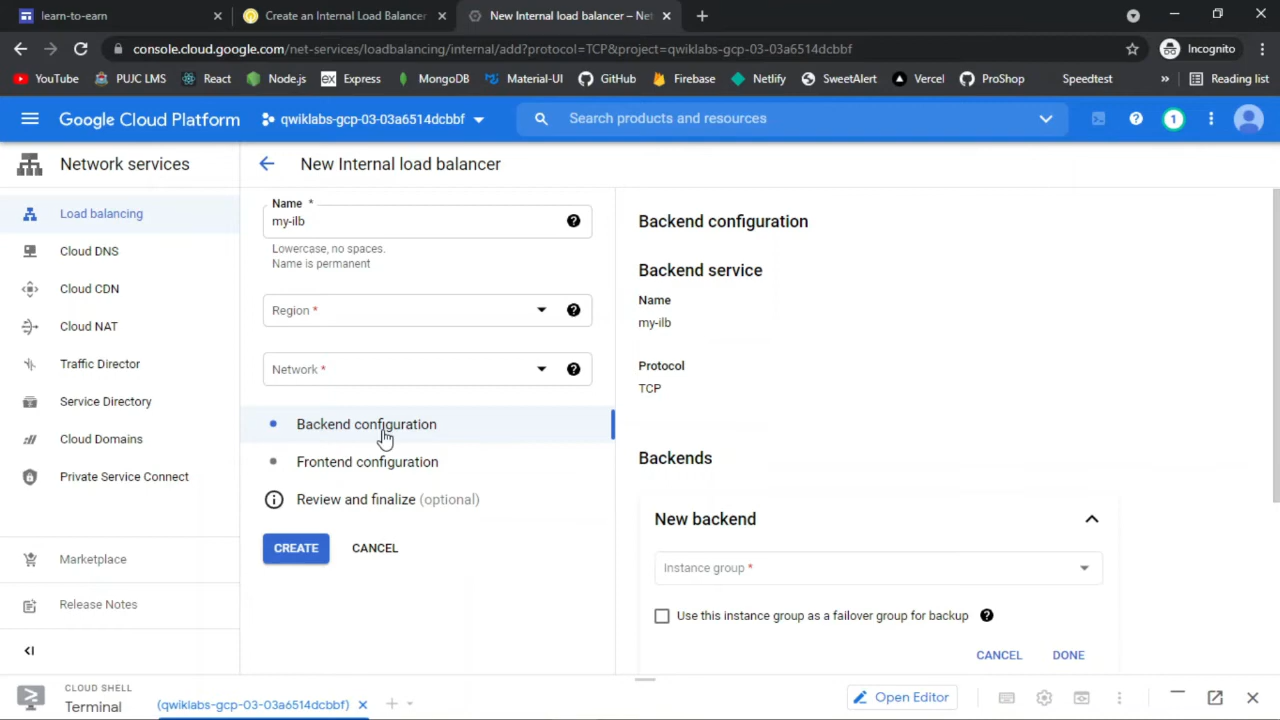 learn-to-earn
Create an Internal Load Balancer
New Internal load balancer – Net
console.cloud.google.com/net-services/loadbalancing/internal/add?protocol=TCP&project=qwiklabs-gcp-03-03a6514dcbbf
Incognito
YouTube
PUJC LMS
React
Node.js
EX Express
MongoDB
Material-UI
GitHub
Firebase
Netlify
SweetAlert
Vercel
ProShop
Speedtest
»
Reading list
Google Cloud Platform
qwiklabs-gcp-03-03a6514dcbbf
Search products and resources
1
Network services
New Internal load balancer
Load balancing
Cloud DNS
Cloud CDN
Cloud NAT
Traffic Director
Service Directory
Cloud Domains
Private Service Connect
Marketplace
Release Notes
Name *
my-ilb
Lowercase, no spaces.
Name is permanent
Region *
Network *
Backend configuration
Frontend configuration
Review and finalize (optional)
CREATE
CANCEL
Backend configuration
Backend service
Name
my-ilb
Protocol
TCP
Backends
New backend
Instance group *
Use this instance group as a failover group for backup
CANCEL
DONE
CLOUD SHELL
Terminal
(qwiklabs-gcp-03-03a6514dcbbf)
Open Editor